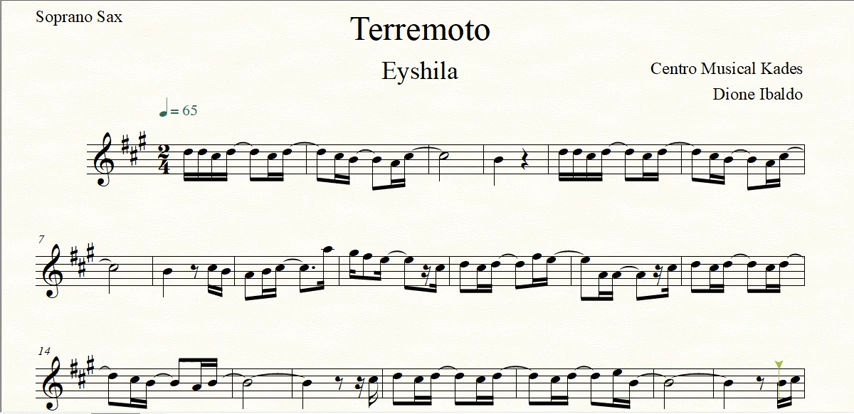 Soprano Sax
Terremoto
Eyshila
Centro Musical Kades
Dione Ibaldo
= 65
2
4
7
14